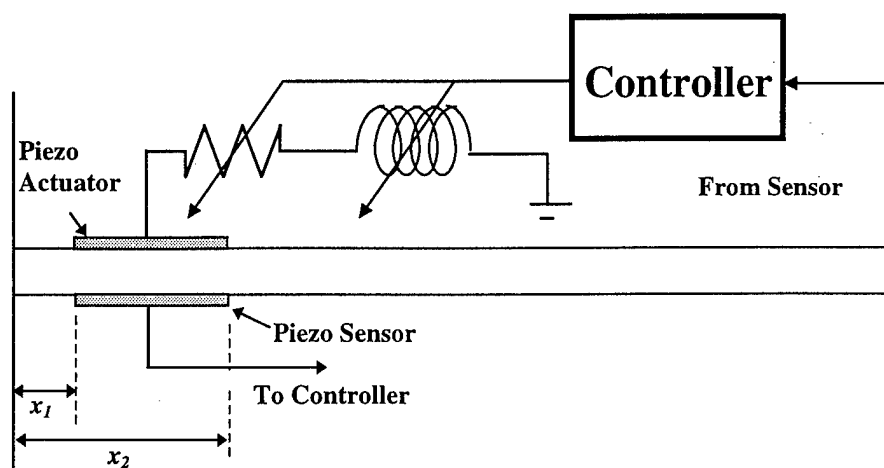 Controller
Piezo
Actuator
From Sensor
Piezo Sensor
To Controller
x1
x2